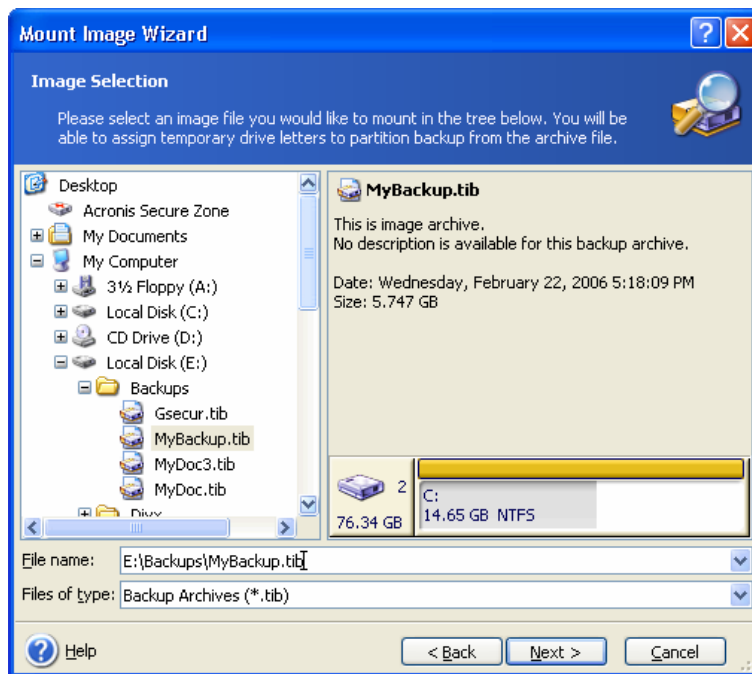 Mount Image Wizard
Image Selection
Please select an image file you would like to mount in the tree below. You will be
able to assign temporary drive letters to partition backup from the archive file.
Desktop
Acronis Secure Zone
My Documents
My Computer
3½ Floppy (A:)
Local Disk (C:)
CD Drive (D:)
Local Disk (E:)
Backups
Gsecur.tib
MyBackup.tib
MyDoc3.tib
MyDoc.tib
MyBackup.tib
This is image archive.
No description is available for this backup archive.
Date: Wednesday, February 22, 2006 5:18:09 PM
Size: 5.747 GB
2
76.34 GB
C:
14.65 GB NTFS
File name: E:\Backups\MyBackup.tib
Files of type: Backup Archives (*.tib)
Help
< Back
Next >
Cancel